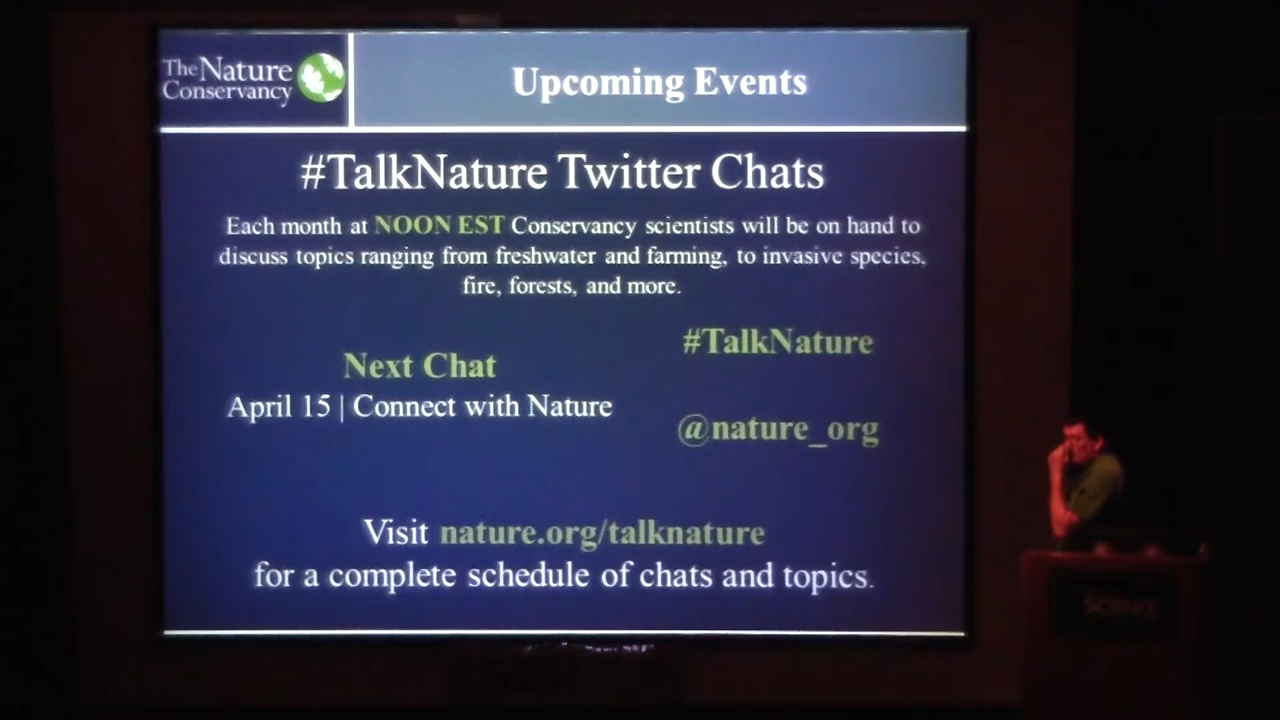 The Nature
Conservancy
Upcoming Events
#TalkNature Twitter Chats
Each month at NOON EST Conservancy scientists will be on hand to
discuss topics ranging from freshwater and farming, to invasive species,
fire, forests, and more.
Next Chat
April 15 | Connect with Nature
#TalkNature
@nature_org
Visit nature.org/talknature
for a complete schedule of chats and topics.
SCIENCE